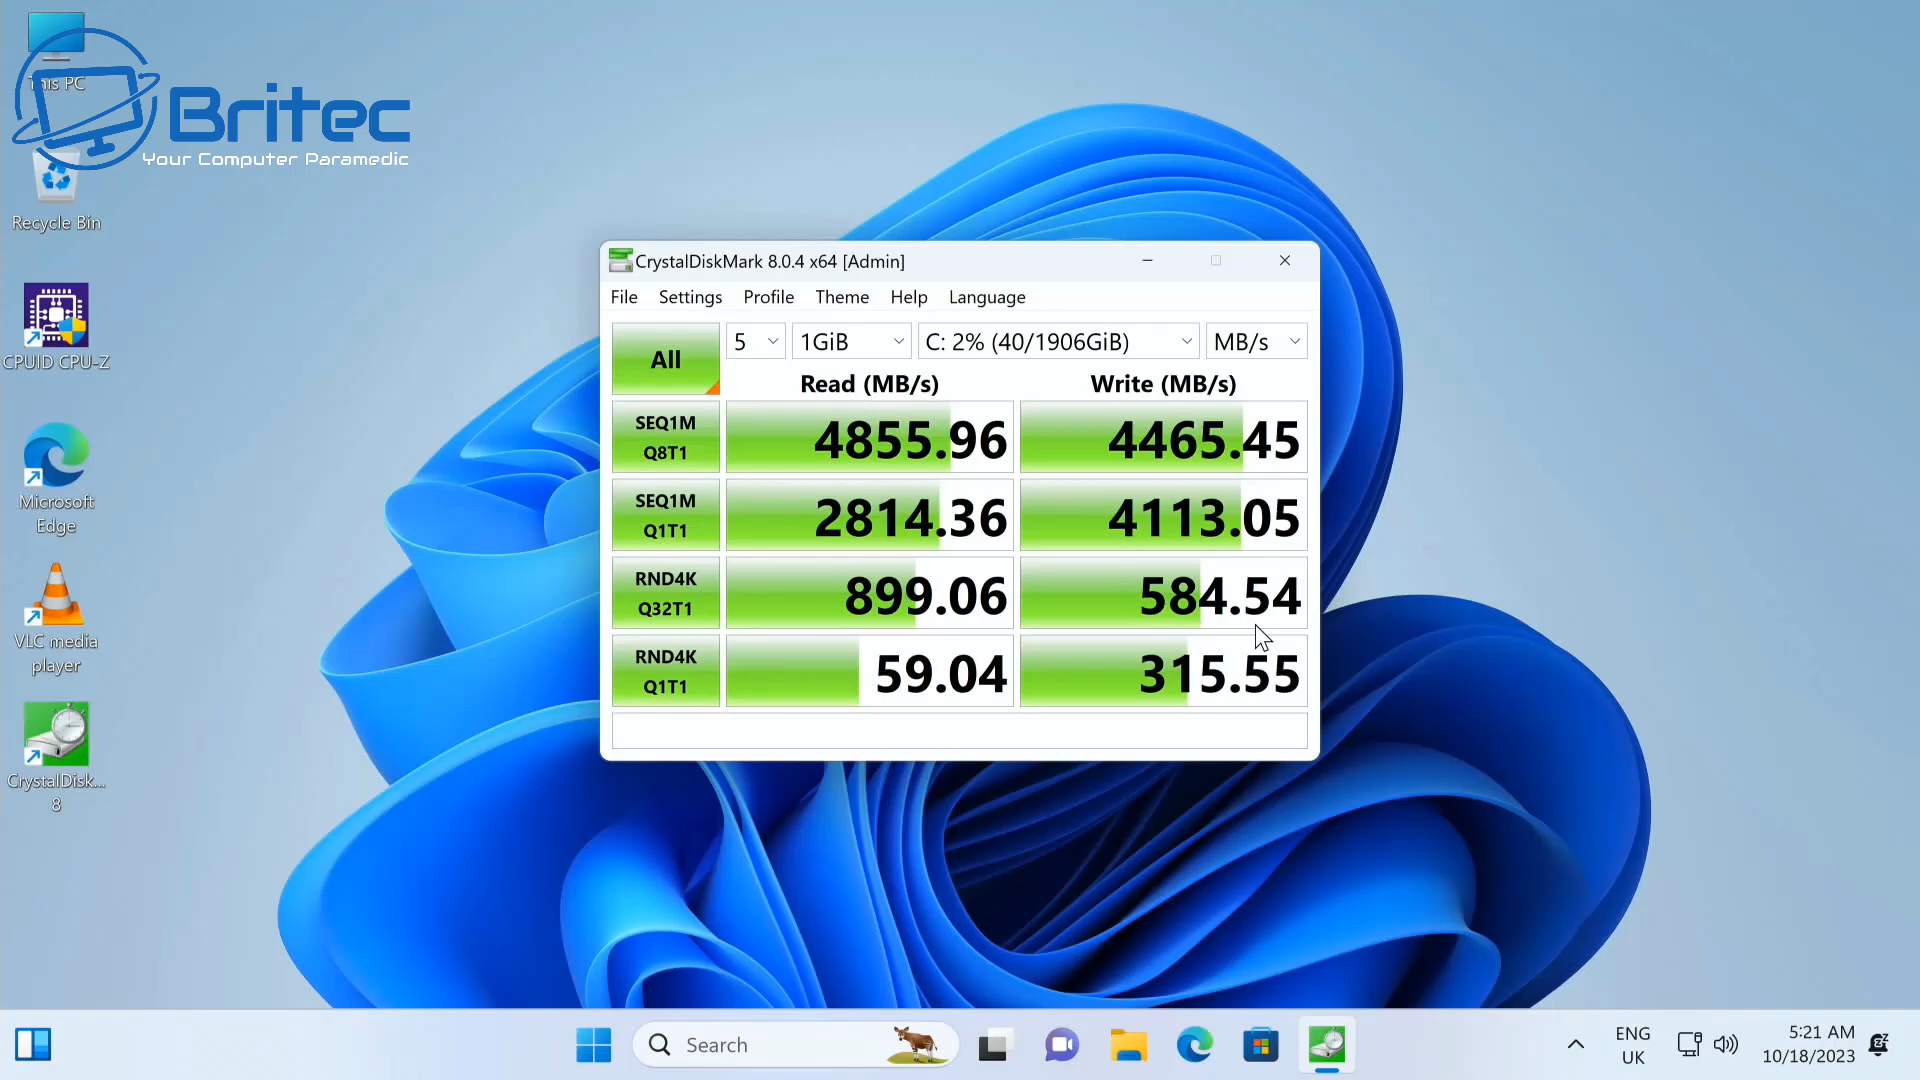 This PC
Britec
Your Computer Paramedic
Recycle Bin
CPUID CPU-Z
Microsoft
Edge
VLC media
player
CrystalDisk...
8
CrystalDiskMark 8.0.4 x64 [Admin]
File Settings Profile Theme Help Language
All 5 1GiB C: 2% (40/1906GiB) MB/s
Read (MB/s) Write (MB/s)
SEQ1M
Q8T1
4855.96 4465.45
SEQ1M
Q1T1
2814.36 4113.05
RND4K
Q32T1
899.06 584.54
RND4K
Q1T1
59.04 315.55
Search
ENG
UK
5:21 AM
10/18/2023